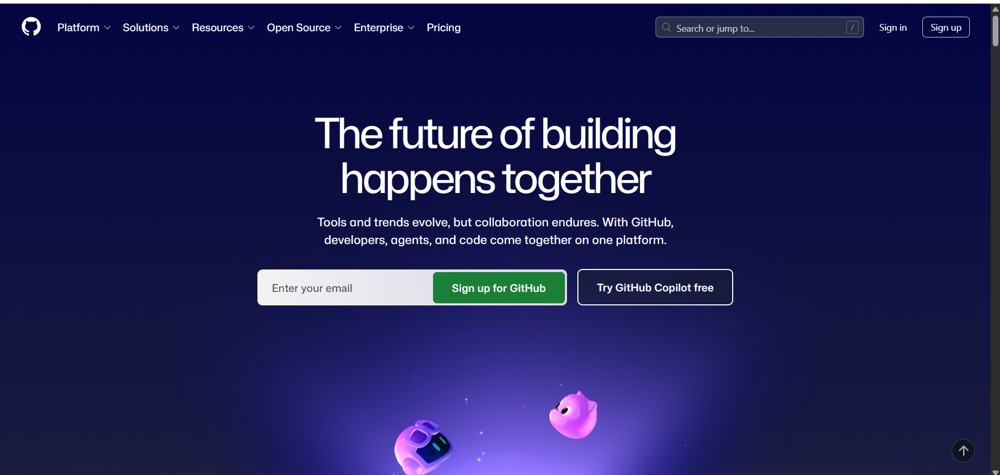 Platform Solutions Resources Open Source Enterprise Pricing Search or jump to... / Sign in Sign up
The future of building
happens together
Tools and trends evolve, but collaboration endures. With GitHub,
developers, agents, and code come together on one platform.
Enter your email Sign up for GitHub Try GitHub Copilot free